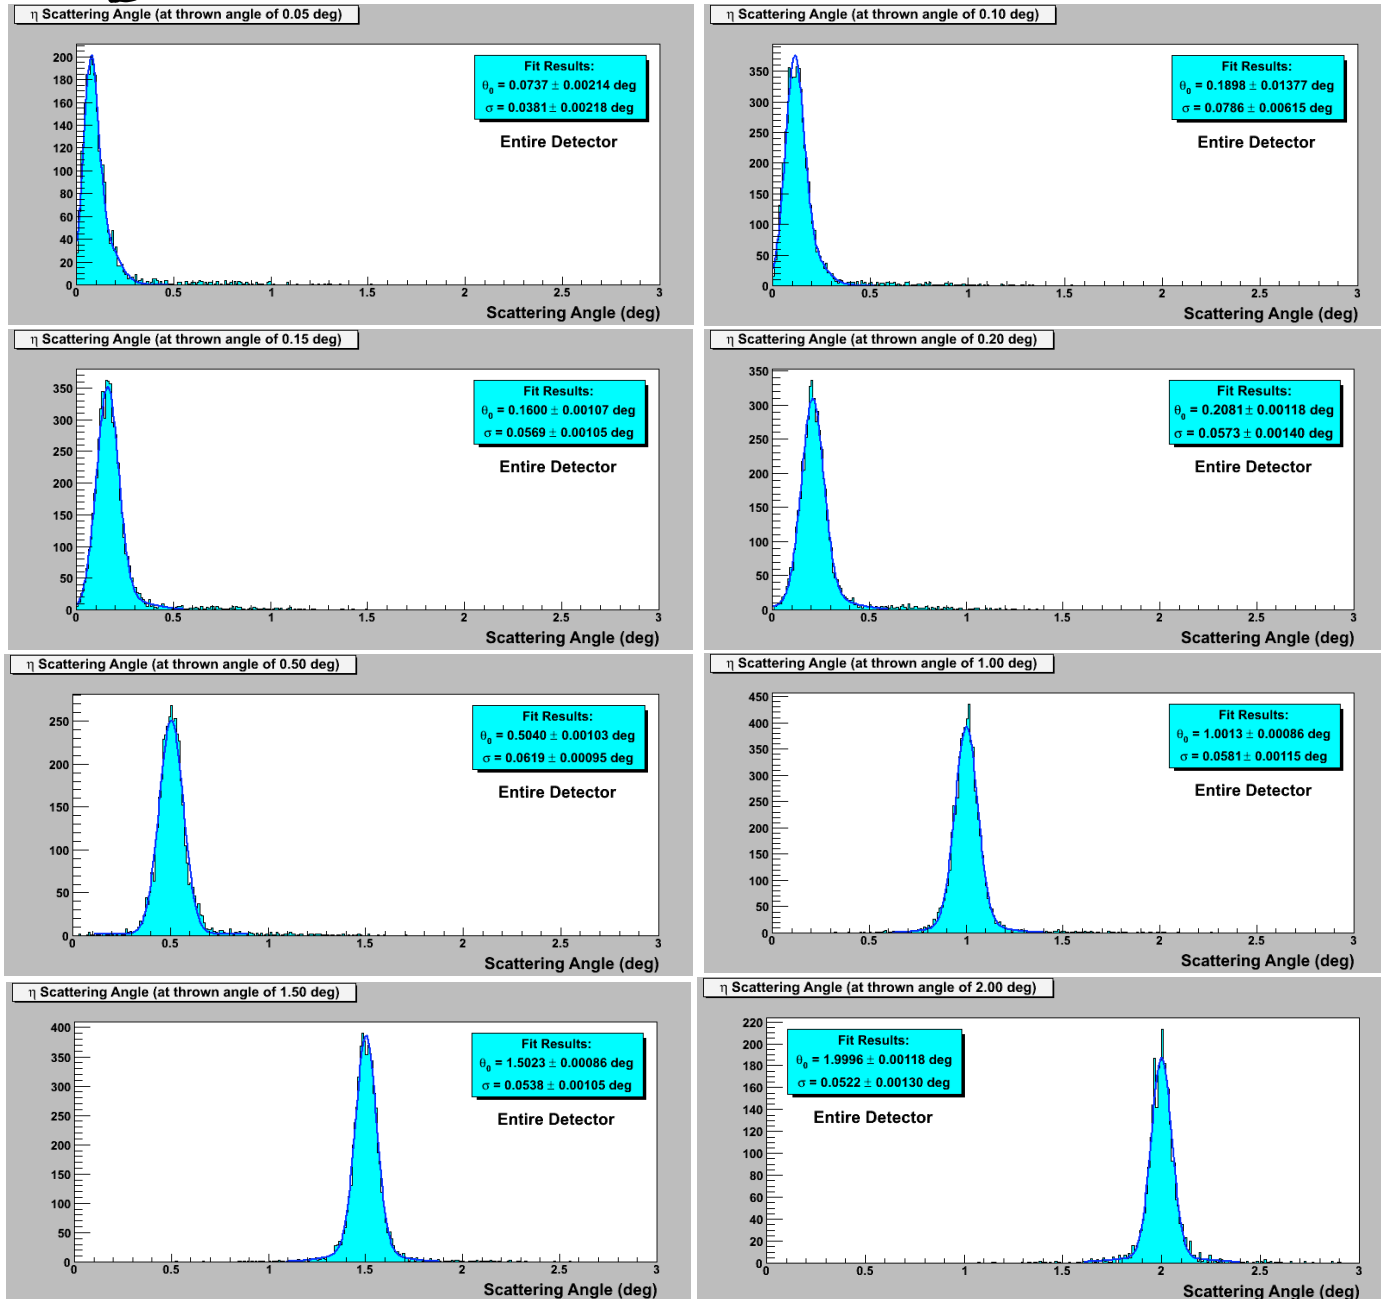 η Scattering Angle (at thrown angle of 0.05 deg)
200
180
160
140
120
100
80
60
40
20
0
0 0.5 1 1.5 2 2.5 3
Fit Results:
θ0 = 0.0737 ± 0.00214 deg
σ = 0.0381 ± 0.00218 deg
Entire Detector
Scattering Angle (deg)
η Scattering Angle (at thrown angle of 0.10 deg)
350
300
250
200
150
100
50
0
0 0.5 1 1.5 2 2.5 3
Fit Results:
θ0 = 0.1898 ± 0.01377 deg
σ = 0.0786 ± 0.00615 deg
Entire Detector
Scattering Angle (deg)
η Scattering Angle (at thrown angle of 0.15 deg)
350
300
250
200
150
100
50
0
0 0.5 1 1.5 2 2.5 3
Fit Results:
θ0 = 0.1600 ± 0.00107 deg
σ = 0.0569 ± 0.00105 deg
Entire Detector
Scattering Angle (deg)
η Scattering Angle (at thrown angle of 0.20 deg)
350
300
250
200
150
100
50
0
0 0.5 1 1.5 2 2.5 3
Fit Results:
θ0 = 0.2081 ± 0.00118 deg
σ = 0.0573 ± 0.00140 deg
Entire Detector
Scattering Angle (deg)
η Scattering Angle (at thrown angle of 0.50 deg)
250
200
150
100
50
0
0 0.5 1 1.5 2 2.5 3
Fit Results:
θ0 = 0.5040 ± 0.00103 deg
σ = 0.0619 ± 0.00095 deg
Entire Detector
Scattering Angle (deg)
η Scattering Angle (at thrown angle of 1.00 deg)
450
400
350
300
250
200
150
100
50
0
0 0.5 1 1.5 2 2.5 3
Fit Results:
θ0 = 1.0013 ± 0.00086 deg
σ = 0.0581 ± 0.00115 deg
Entire Detector
Scattering Angle (deg)
η Scattering Angle (at thrown angle of 1.50 deg)
400
350
300
250
200
150
100
50
0
0 0.5 1 1.5 2 2.5 3
Fit Results:
θ0 = 1.5023 ± 0.00086 deg
σ = 0.0538 ± 0.00105 deg
Entire Detector
Scattering Angle (deg)
η Scattering Angle (at thrown angle of 2.00 deg)
220
200
180
160
140
120
100
80
60
40
20
0
0 0.5 1 1.5 2 2.5 3
Fit Results:
θ0 = 1.9996 ± 0.00118 deg
σ = 0.0522 ± 0.00130 deg
Entire Detector
Scattering Angle (deg)